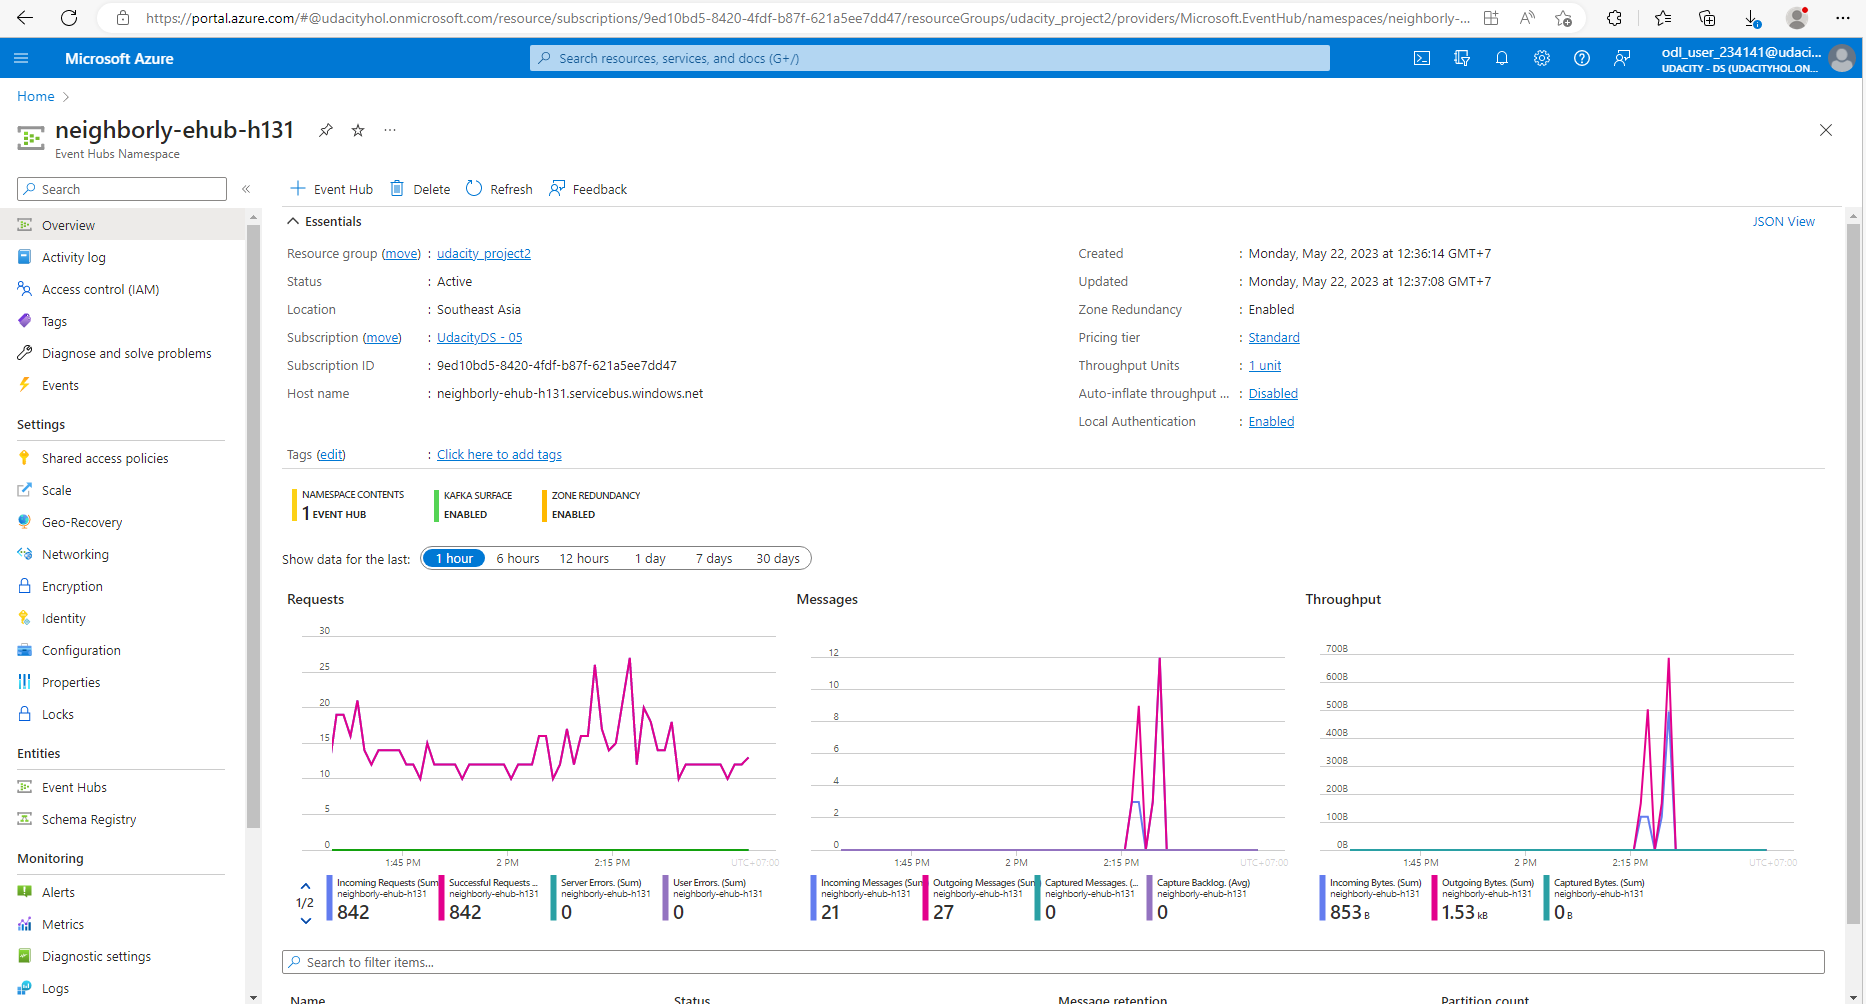 https://portal.azure.com/#@udacityhol.onmicrosoft.com/resource/subscriptions/9ed10bd5-8420-4fdf-b87f-621a5ee7dd47/resourceGroups/udacity_project2/providers/Microsoft.EventHub/namespaces/neighborly-...
Microsoft Azure
Search resources, services, and docs (G+/)
odl_user_234141@udaci...
UDACITY - DS (UDACITYHOL.ON...
Home
neighborly-ehub-h131
Event Hubs Namespace
Search
Event Hub
Delete
Refresh
Feedback
Overview
Activity log
Access control (IAM)
Tags
Diagnose and solve problems
Events
Settings
Shared access policies
Scale
Geo-Recovery
Networking
Encryption
Identity
Configuration
Properties
Locks
Entities
Event Hubs
Schema Registry
Monitoring
Alerts
Metrics
Diagnostic settings
Logs
Essentials
JSON View
Resource group (move) : udacity_project2
Status : Active
Location : Southeast Asia
Subscription (move) : UdacityDS - 05
Subscription ID : 9ed10bd5-8420-4fdf-b87f-621a5ee7dd47
Host name : neighborly-ehub-h131.servicebus.windows.net
Created : Monday, May 22, 2023 at 12:36:14 GMT+7
Updated : Monday, May 22, 2023 at 12:37:08 GMT+7
Zone Redundancy : Enabled
Pricing tier : Standard
Throughput Units : 1 unit
Auto-inflate throughput ... : Disabled
Local Authentication : Enabled
Tags (edit) : Click here to add tags
NAMESPACE CONTENTS
1 EVENT HUB
KAFKA SURFACE
ENABLED
ZONE REDUNDANCY
ENABLED
Show data for the last: 1 hour 6 hours 12 hours 1 day 7 days 30 days
Requests
30
25
20
15
10
5
0
1:45 PM 2 PM 2:15 PM UTC+07:00
1/2
Incoming Requests (Sum)
neighborly-ehub-h131
842
Successful Requests ...
neighborly-ehub-h131
842
Server Errors. (Sum)
neighborly-ehub-h131
0
User Errors. (Sum)
neighborly-ehub-h131
0
Messages
12
10
8
6
4
2
0
1:45 PM 2 PM 2:15 PM UTC+07:00
Incoming Messages (Sum)
neighborly-ehub-h131
21
Outgoing Messages (Sum)
neighborly-ehub-h131
27
Captured Messages. (...
neighborly-ehub-h131
0
Capture Backlog. (Avg)
neighborly-ehub-h131
0
Throughput
700B
600B
500B
400B
300B
200B
100B
0B
1:45 PM 2 PM 2:15 PM UTC+07:00
Incoming Bytes. (Sum)
neighborly-ehub-h131
853 B
Outgoing Bytes. (Sum)
neighborly-ehub-h131
1.53 kB
Captured Bytes. (Sum)
neighborly-ehub-h131
0 B
Search to filter items...
Name Status Message retention Partition count